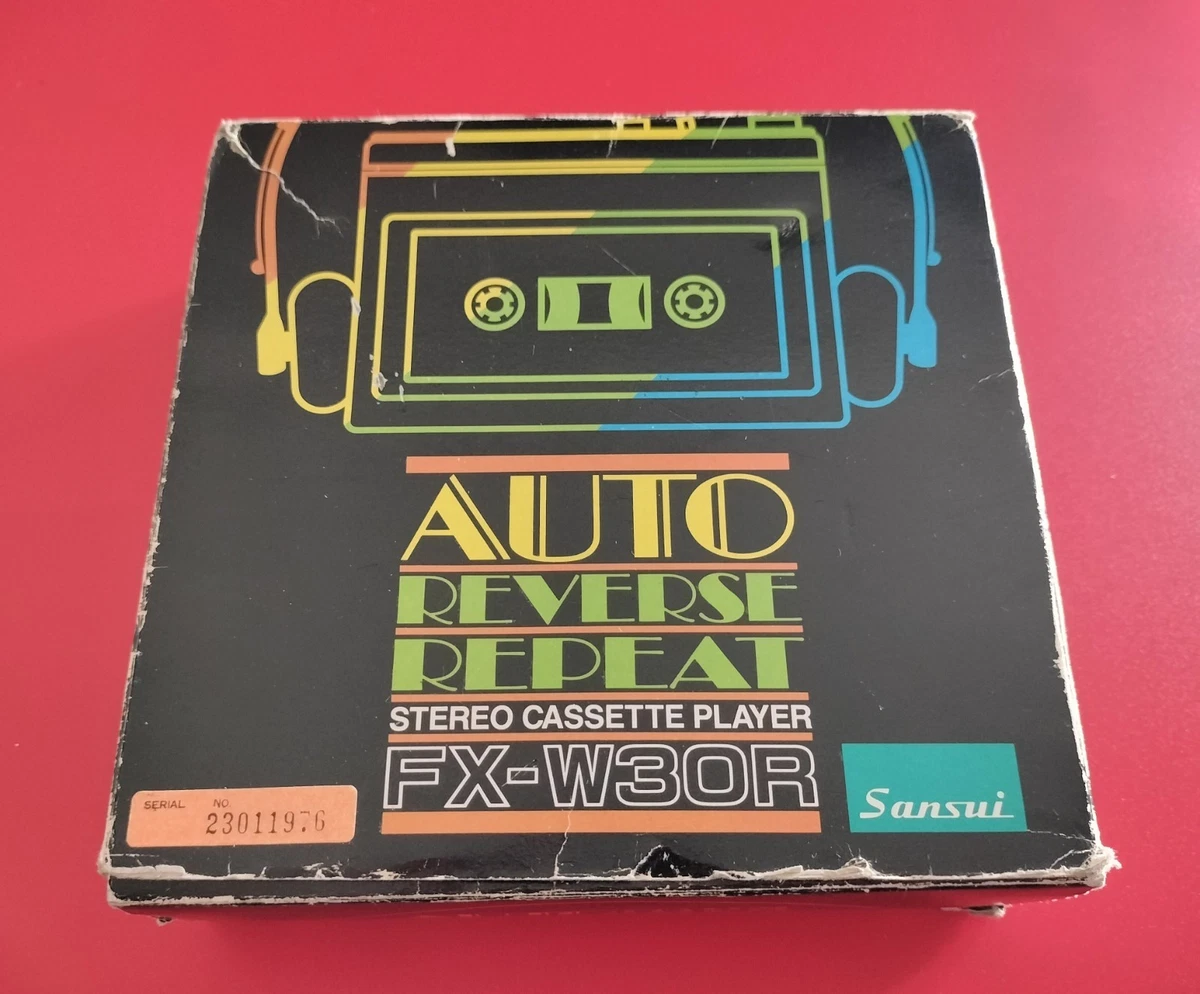 AUTO
REVERSE
REPEAT
STEREO CASSETTE PLAYER
FX-W30R
SERIAL NO.
23011976
Sansui